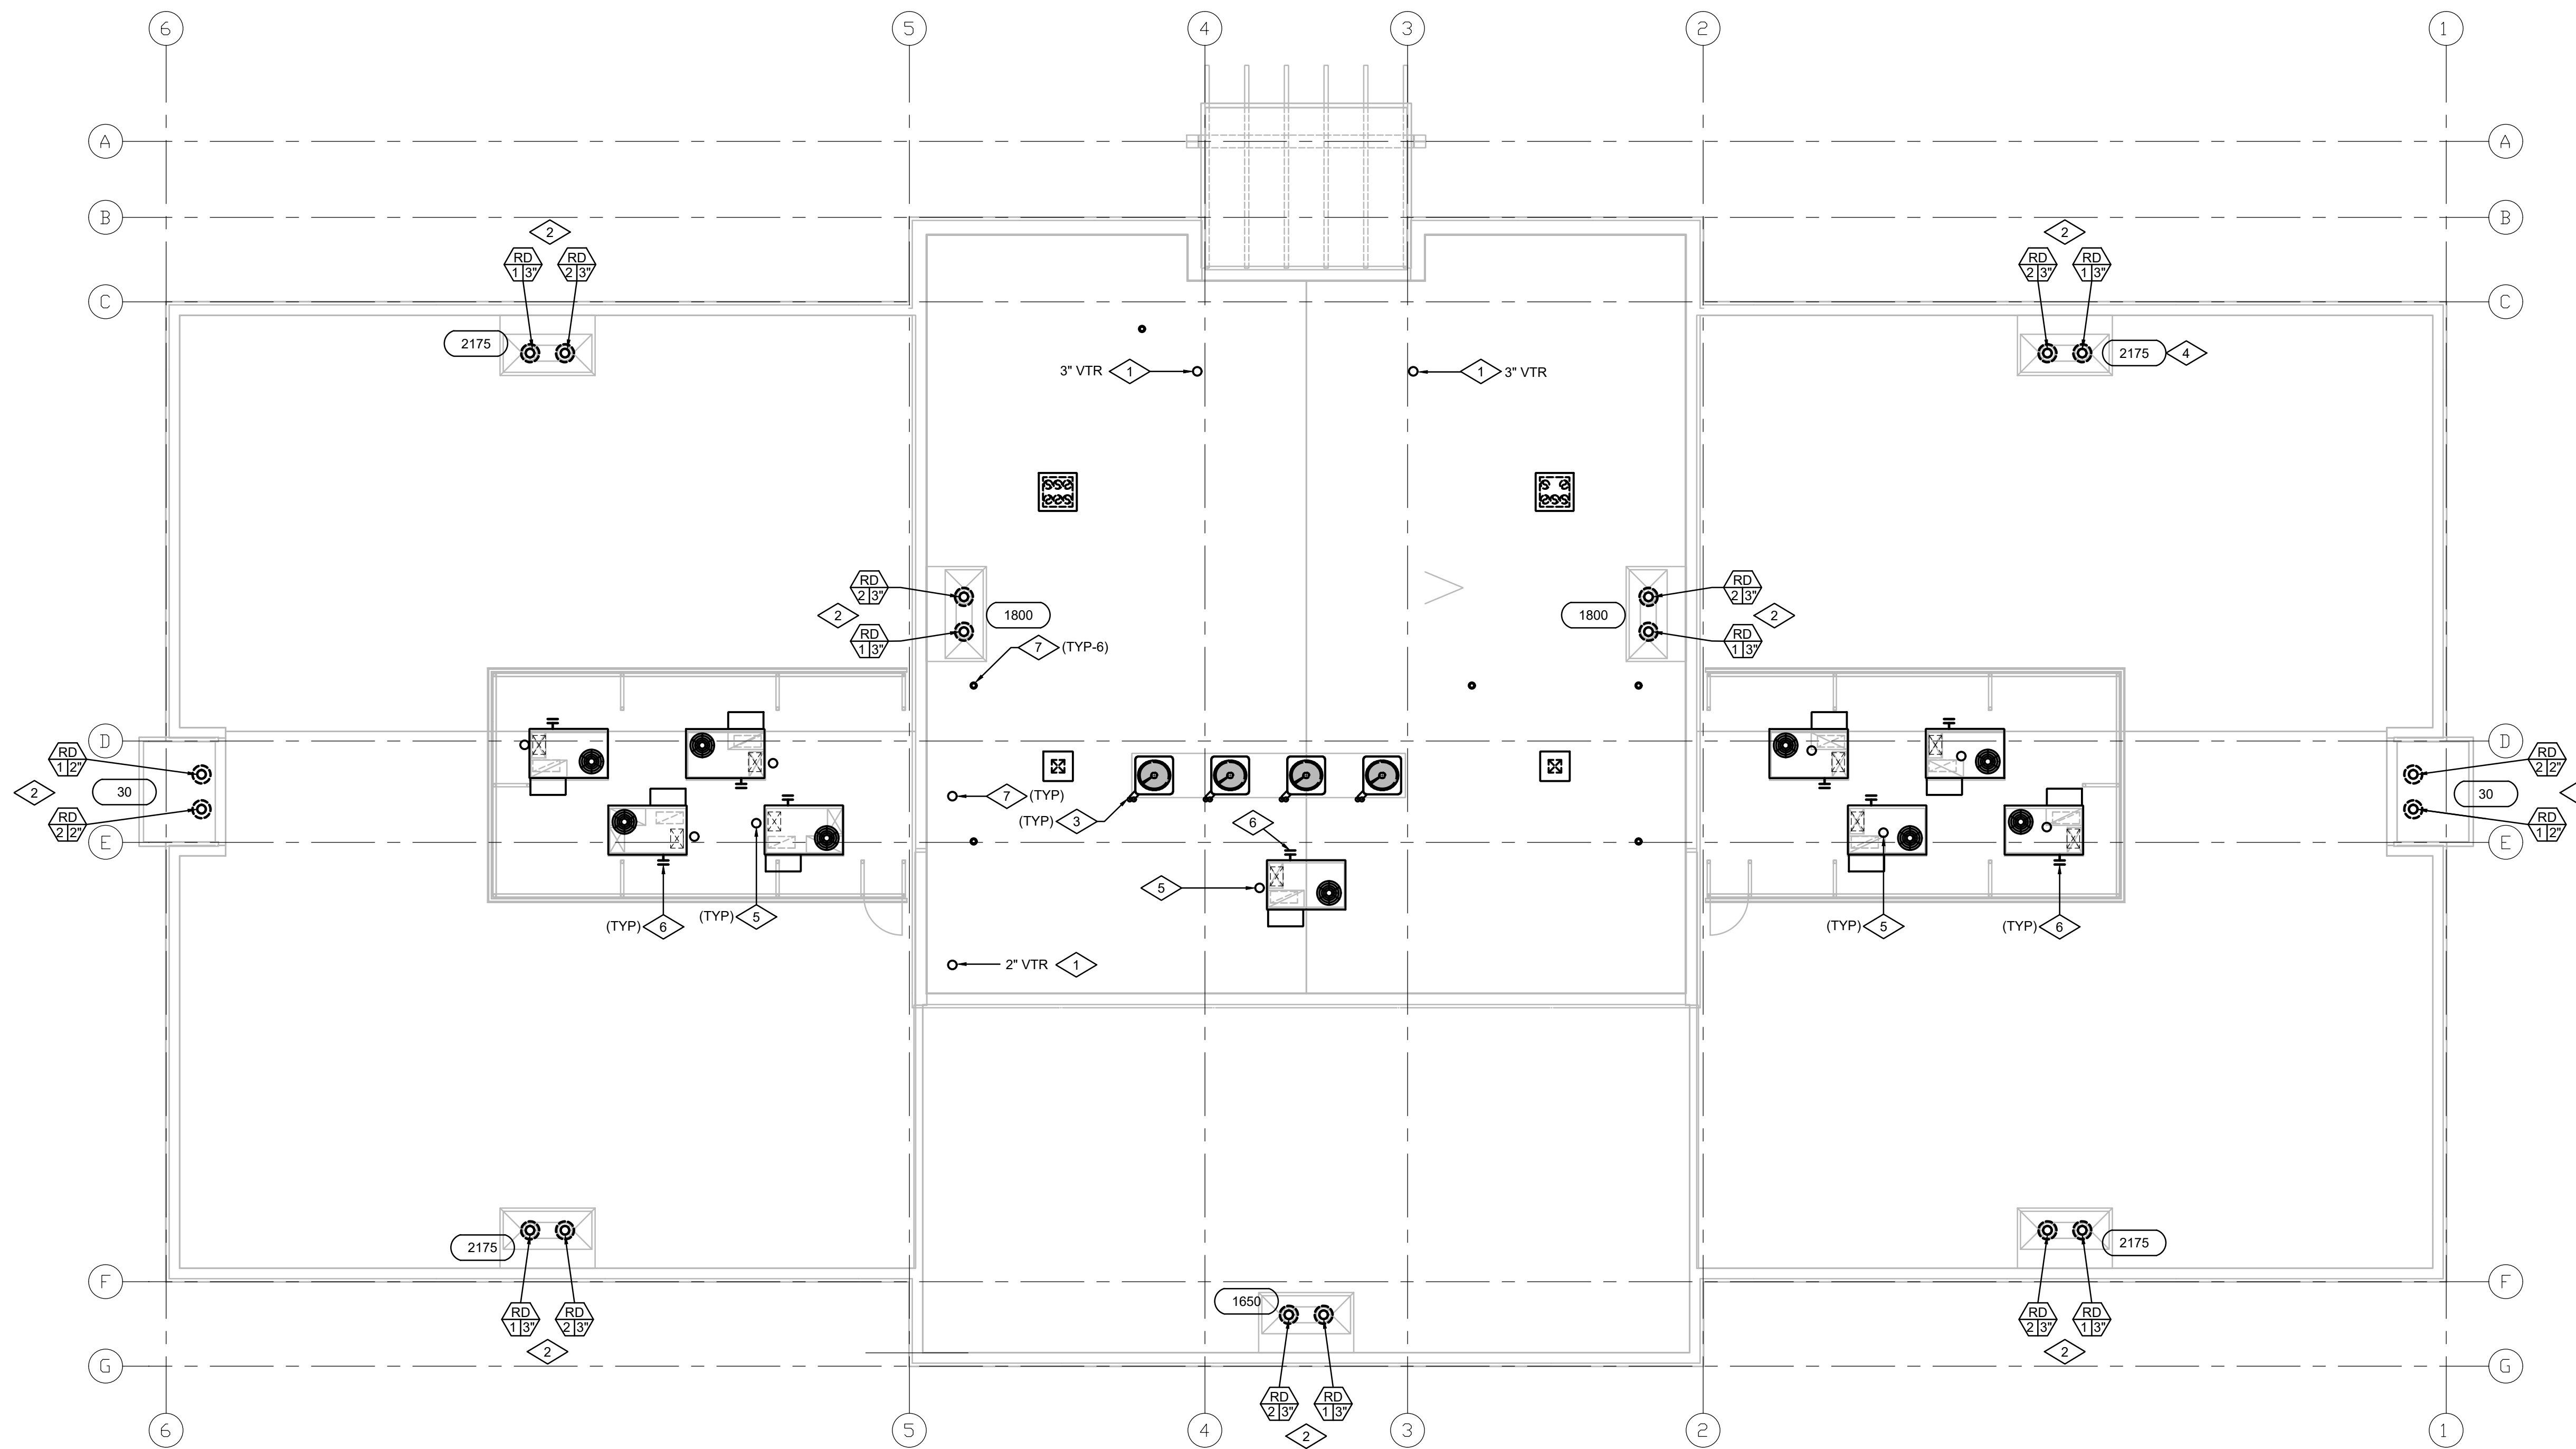 6 5 4 3 2 1
A A
B B
2 2
RD RD RD RD
1 3" 2 3" 2 3" 1 3"
C C
2175 2175 4
3" VTR 1 1 3" VTR
RD RD
2 3" 2 3"
2 1800 1800 2
RD RD
1 3" 1 3"
7 (TYP-6)
D D
RD RD
1 2" 2 2"
2 30 30
7 (TYP)
(TYP) 3
6
RD RD
2 2" 1 2"
E E
5
(TYP) 6 (TYP) 5 (TYP) 5 (TYP) 6
2" VTR 1
2175 2175
F F
1650
RD RD RD RD
1 3" 2 3" 2 3" 1 3"
2 2
G G
RD RD
2 3" 1 3"
2
6 5 4 3 2 1